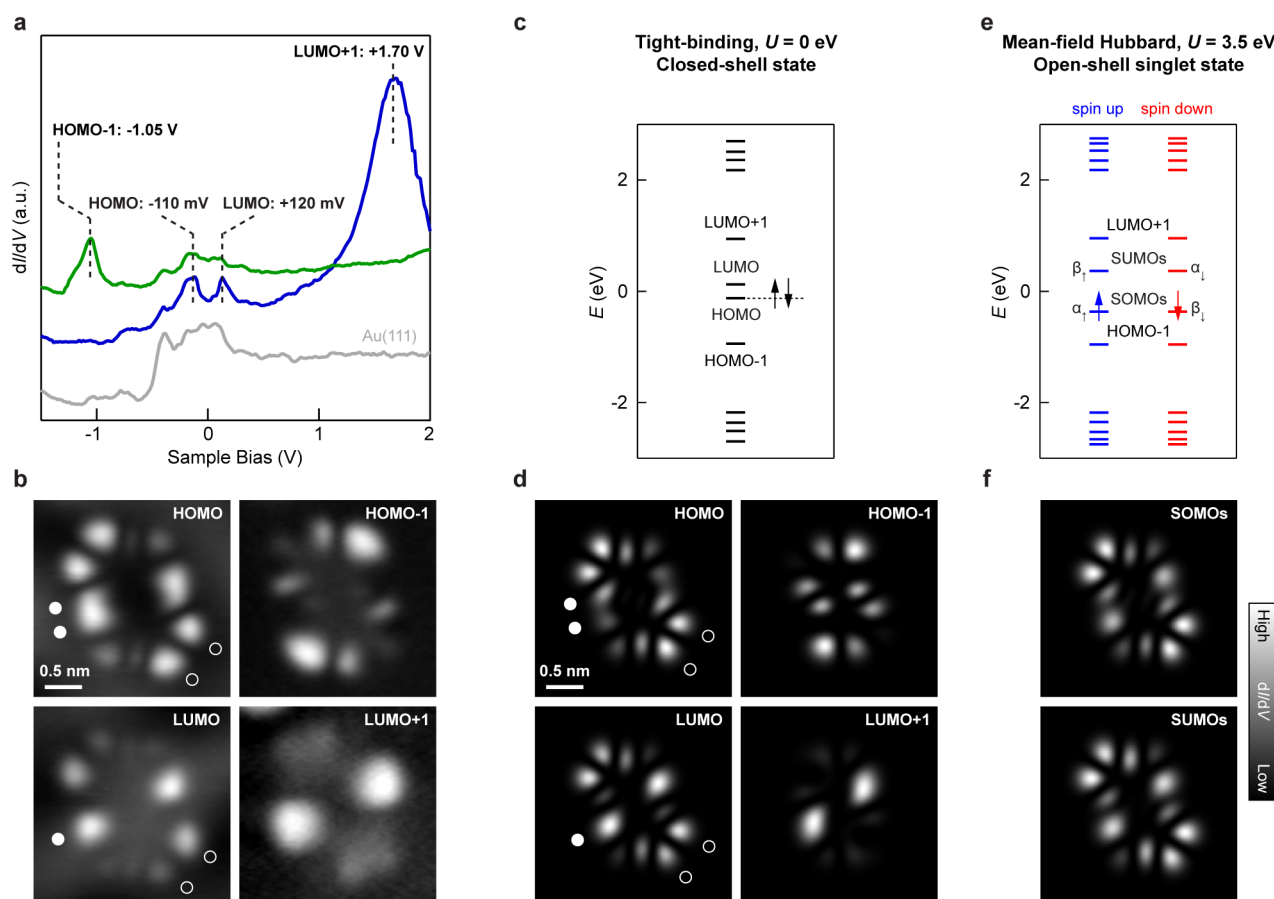 a
LUMO+1: +1.70 V
HOMO-1: -1.05 V
HOMO: -110 mV
LUMO: +120 mV
Au(111)
dI/dV (a.u.)
-1
0
1
2
Sample Bias (V)
b
HOMO
HOMO-1
0.5 nm
LUMO
LUMO+1
c
Tight-binding, U = 0 eV
Closed-shell state
E (eV)
2
0
-2
LUMO+1
LUMO
HOMO
HOMO-1
d
HOMO
HOMO-1
0.5 nm
LUMO
LUMO+1
e
Mean-field Hubbard, U = 3.5 eV
Open-shell singlet state
spin up
spin down
E (eV)
2
0
-2
LUMO+1
SUMOs
β↑
α↓
SOMOs
α↑
β↓
HOMO-1
f
SOMOs
SUMOs
High
dI/dV
Low